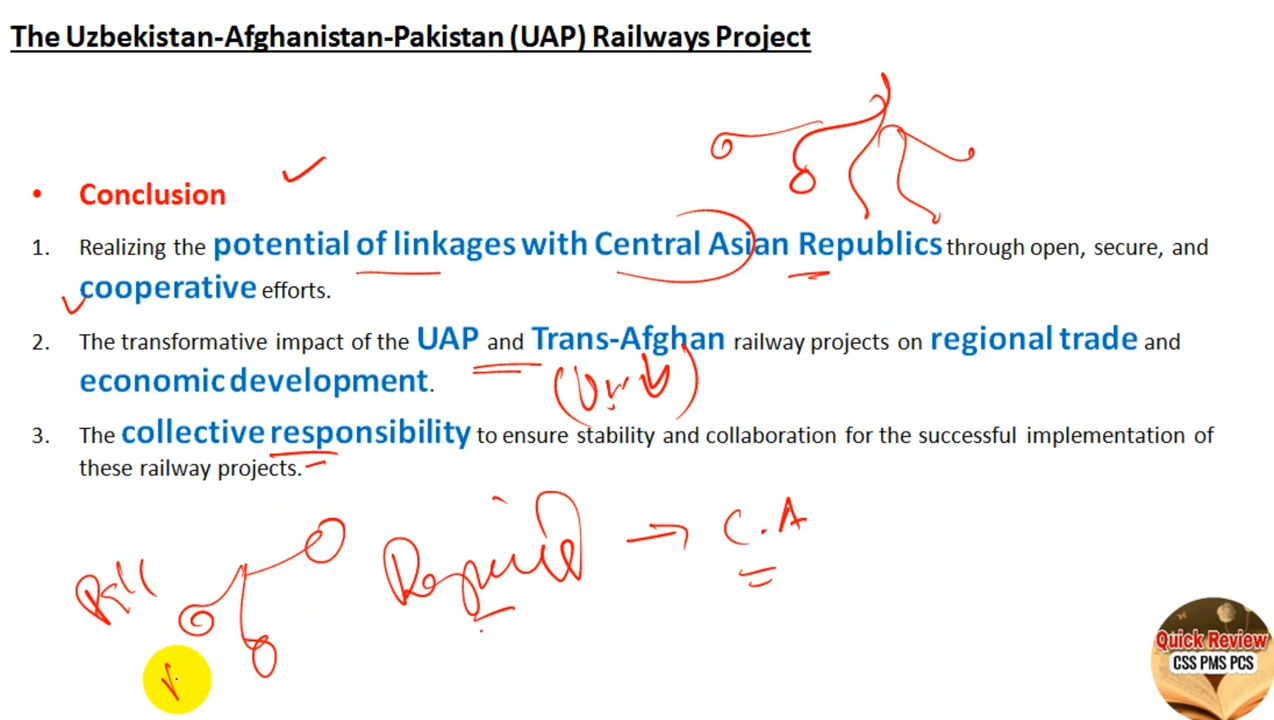 The Uzbekistan-Afghanistan-Pakistan (UAP) Railways Project
• Conclusion
1. Realizing the potential of linkages with Central Asian Republics through open, secure, and
cooperative efforts.
2. The transformative impact of the UAP and Trans-Afghan railway projects on regional trade and
economic development.
3. The collective responsibility to ensure stability and collaboration for the successful implementation of
these railway projects.
C.A
Quick Review
CSS PMS PCS